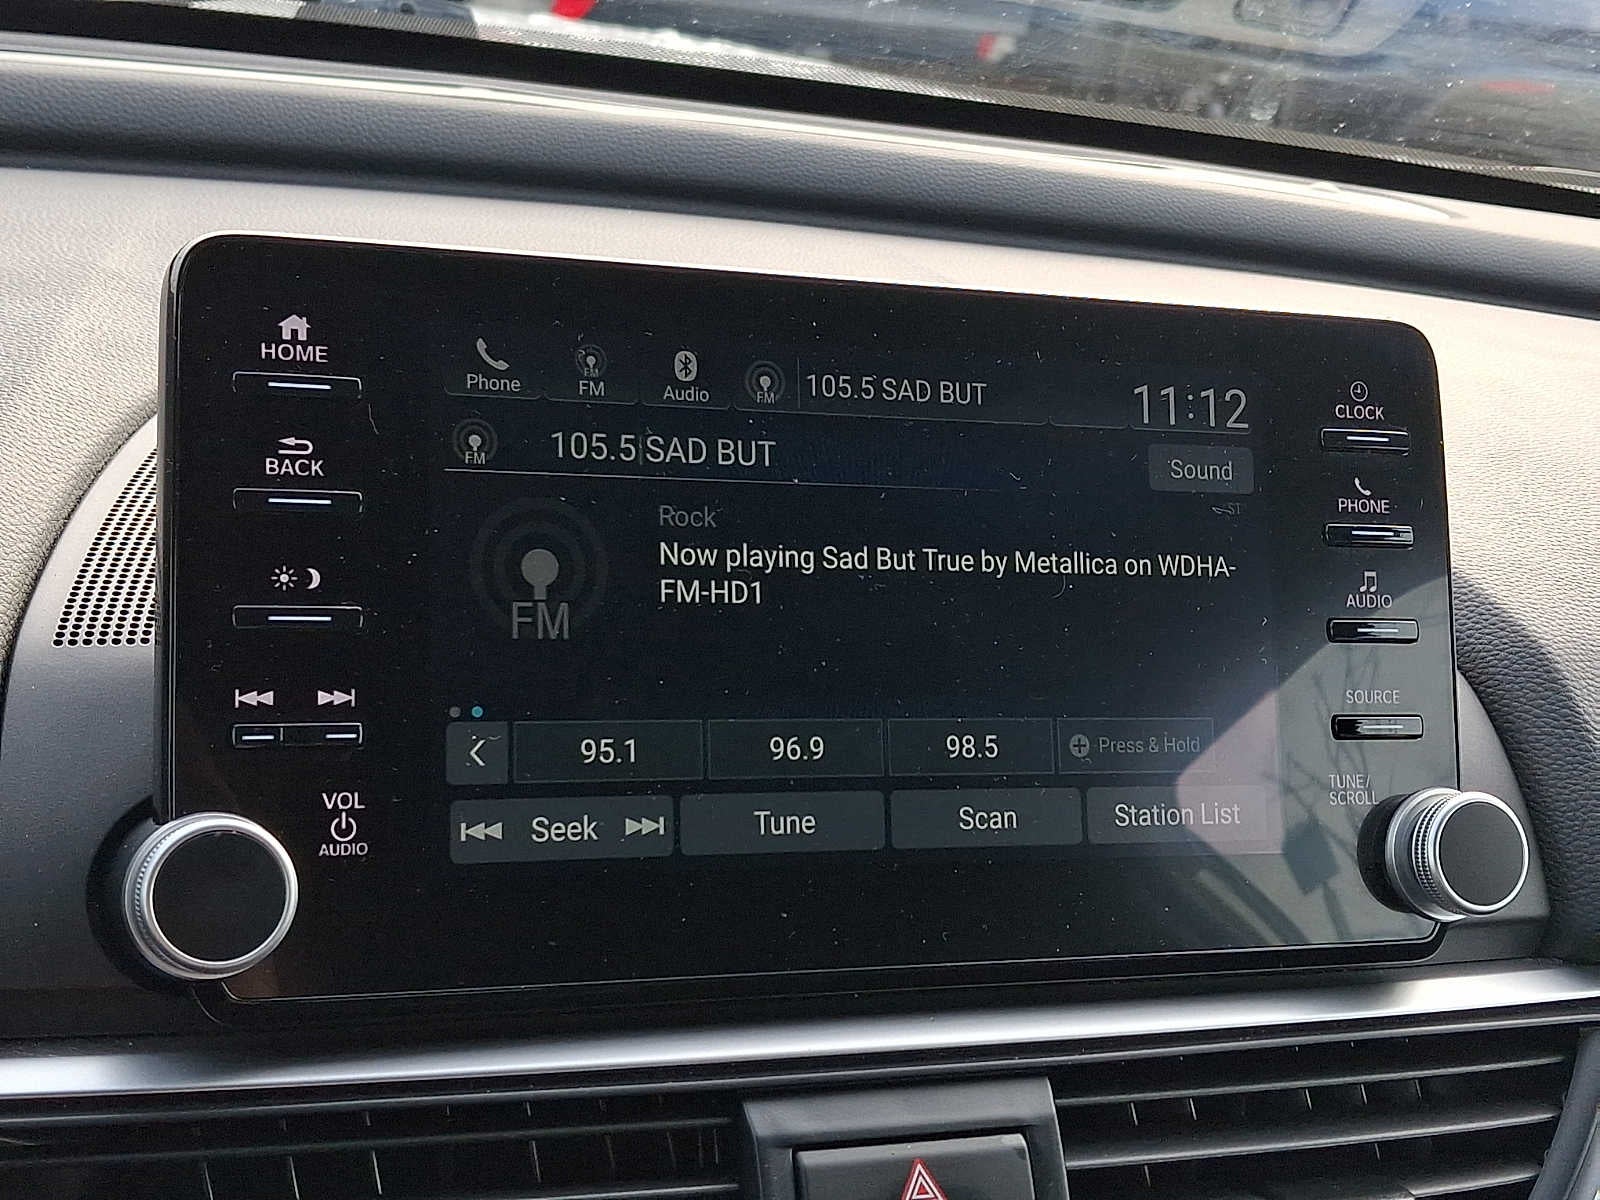 HOME
BACK
VOL
AUDIO
Phone
FM
FM
Audio
FM
105.5 SAD BUT
11:12
FM
105.5 SAD BUT
Sound
ST
FM
Rock
Now playing Sad But True by Metallica on WDHA-
FM-HD1
95.1
96.9
98.5
Press & Hold
Seek
Tune
Scan
Station List
CLOCK
PHONE
AUDIO
SOURCE
TUNE/
SCROLL